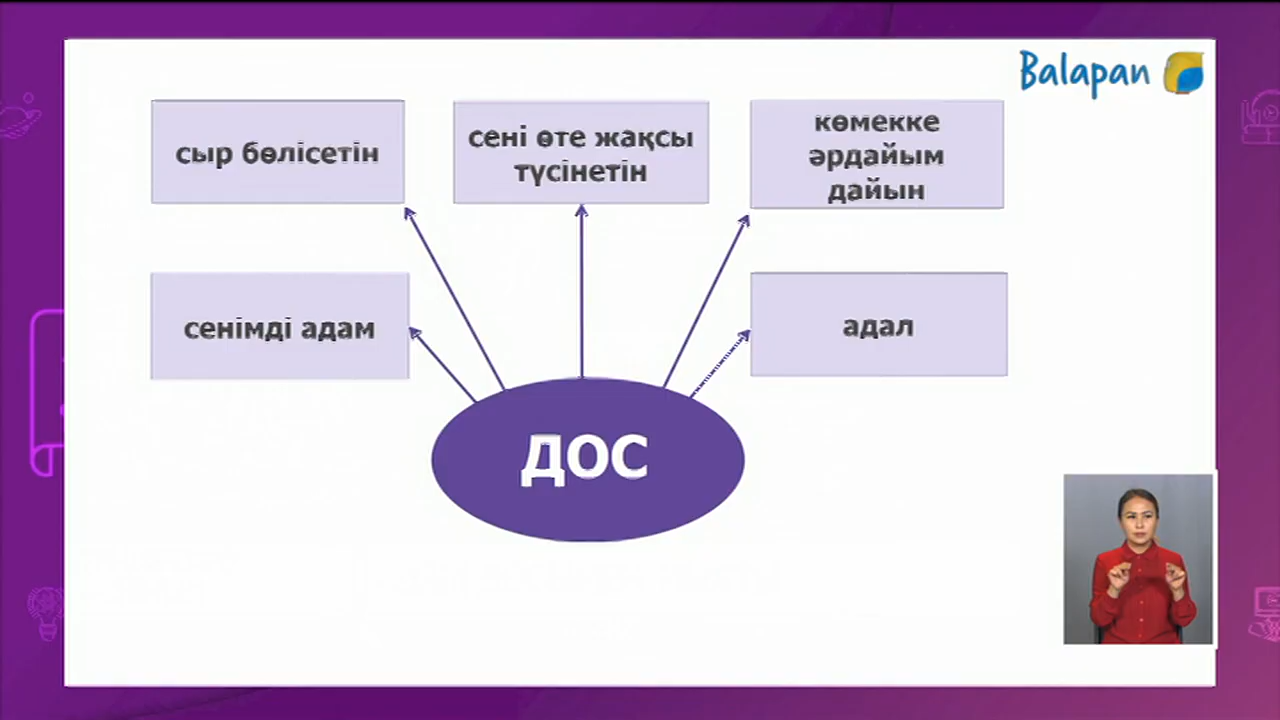 Balapan
сыр бөлісетін
сені өте жақсы
түсінетін
көмекке
әрдайым
дайын
сенімді адам
адал
ДОС